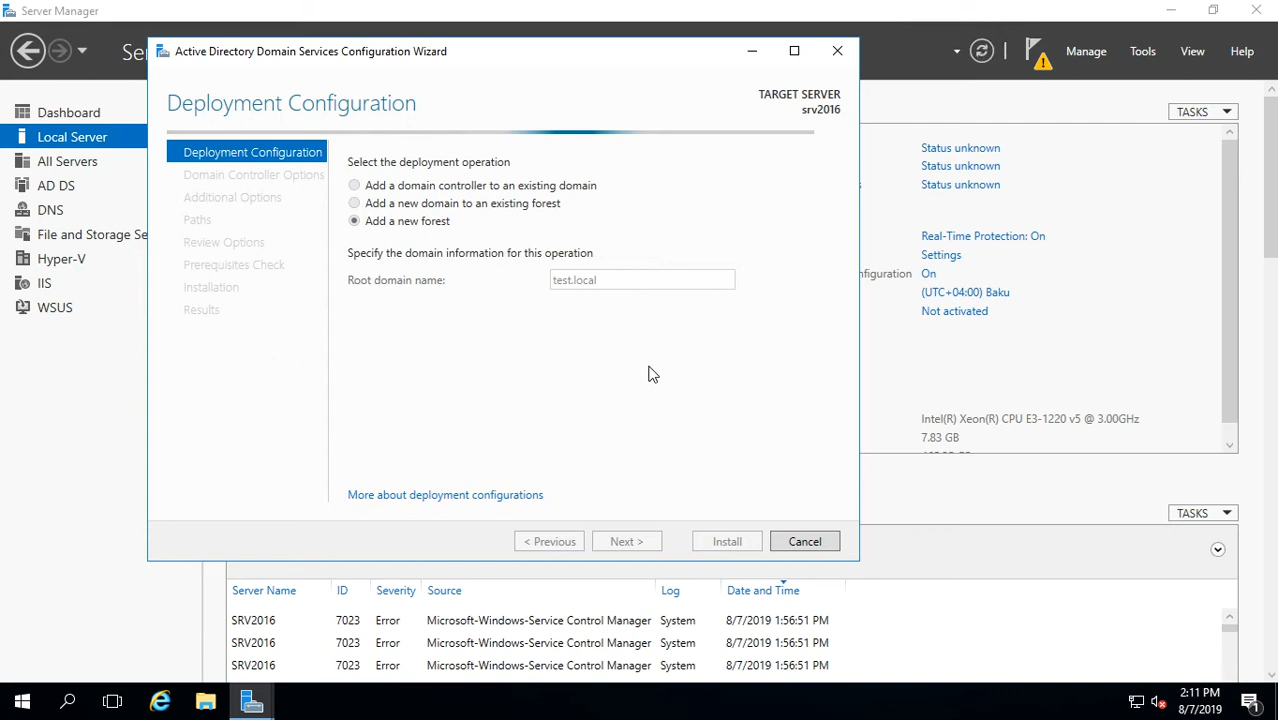 Server Manager
Ser
Manage
Tools
View
Help
Active Directory Domain Services Configuration Wizard
Deployment Configuration
TARGET SERVER
srv2016
Dashboard
Local Server
All Servers
AD DS
DNS
File and Storage Se
Hyper-V
IIS
WSUS
Deployment Configuration
Domain Controller Options
Additional Options
Paths
Review Options
Prerequisites Check
Installation
Results
Select the deployment operation
Add a domain controller to an existing domain
Add a new domain to an existing forest
Add a new forest
Specify the domain information for this operation
Root domain name:
test.local
More about deployment configurations
< Previous
Next >
Install
Cancel
TASKS
Status unknown
Status unknown
Status unknown
Real-Time Protection: On
Settings
figuration
On
(UTC+04:00) Baku
Not activated
Intel(R) Xeon(R) CPU E3-1220 v5 @ 3.00GHz
7.83 GB
TASKS
Server Name
ID
Severity
Source
Log
Date and Time
SRV2016 7023 Error Microsoft-Windows-Service Control Manager System 8/7/2019 1:56:51 PM
SRV2016 7023 Error Microsoft-Windows-Service Control Manager System 8/7/2019 1:56:51 PM
SRV2016 7023 Error Microsoft-Windows-Service Control Manager System 8/7/2019 1:56:51 PM
2:11 PM
8/7/2019
1